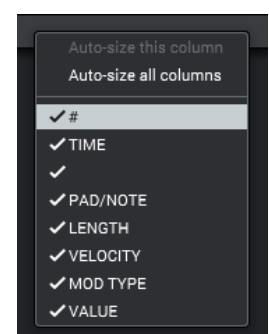 Auto-size this column
Auto-size all columns
#
TIME
PAD/NOTE
LENGTH
VELOCITY
MOD TYPE
VALUE